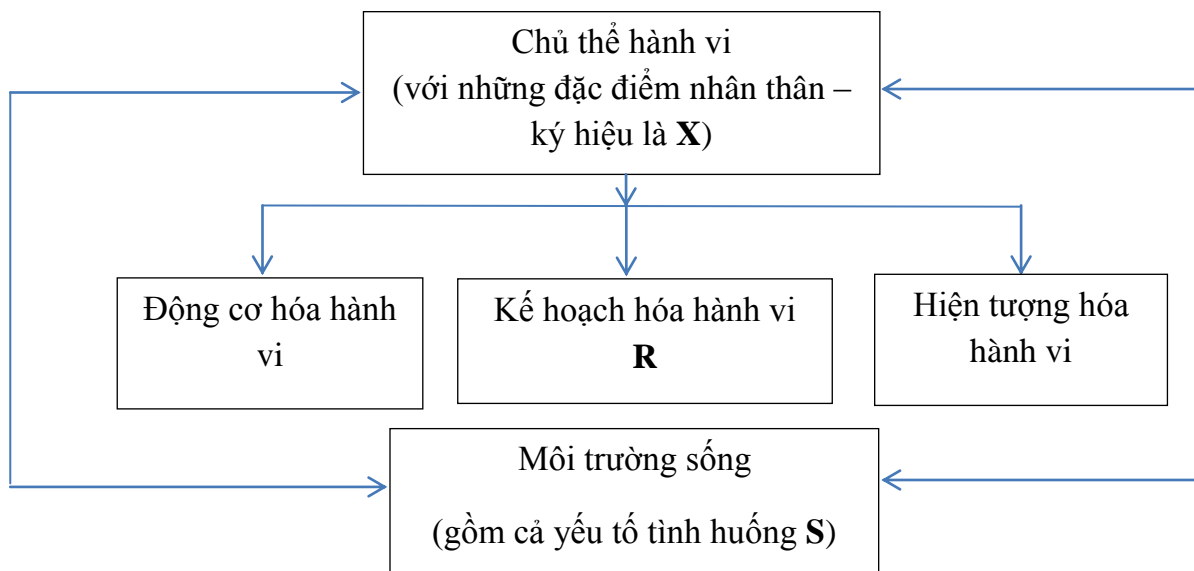 Chủ thể hành vi
(với những đặc điểm nhân thân –
ký hiệu là X)
Động cơ hóa hành
vi
Kế hoạch hóa hành vi
R
Hiện tượng hóa
hành vi
Môi trường sống
(gồm cả yếu tố tình huống S)